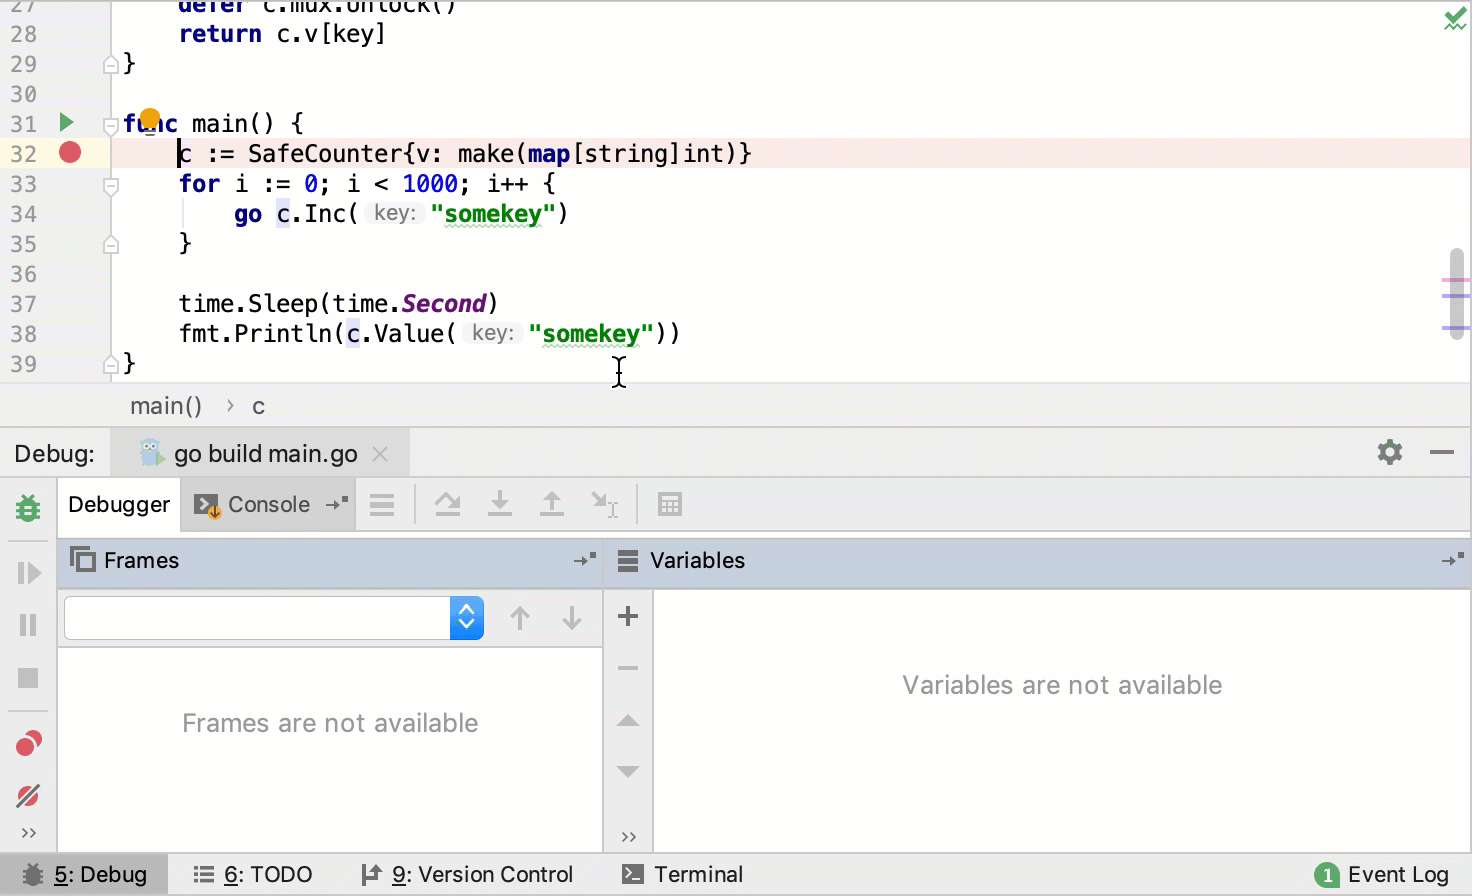 27 defer c.mux.Unlock()
28 return c.v[key]
29 }
30
31 func main() {
32 c := SafeCounter{v: make(map[string]int)}
33 for i := 0; i < 1000; i++ {
34 go c.Inc( key: "somekey")
35 }
36
37 time.Sleep(time.Second)
38 fmt.Println(c.Value( key: "somekey"))
39 }
main() › c
Debug: go build main.go
Debugger Console
Frames Variables
Frames are not available
Variables are not available
5: Debug 6: TODO 9: Version Control Terminal 1 Event Log